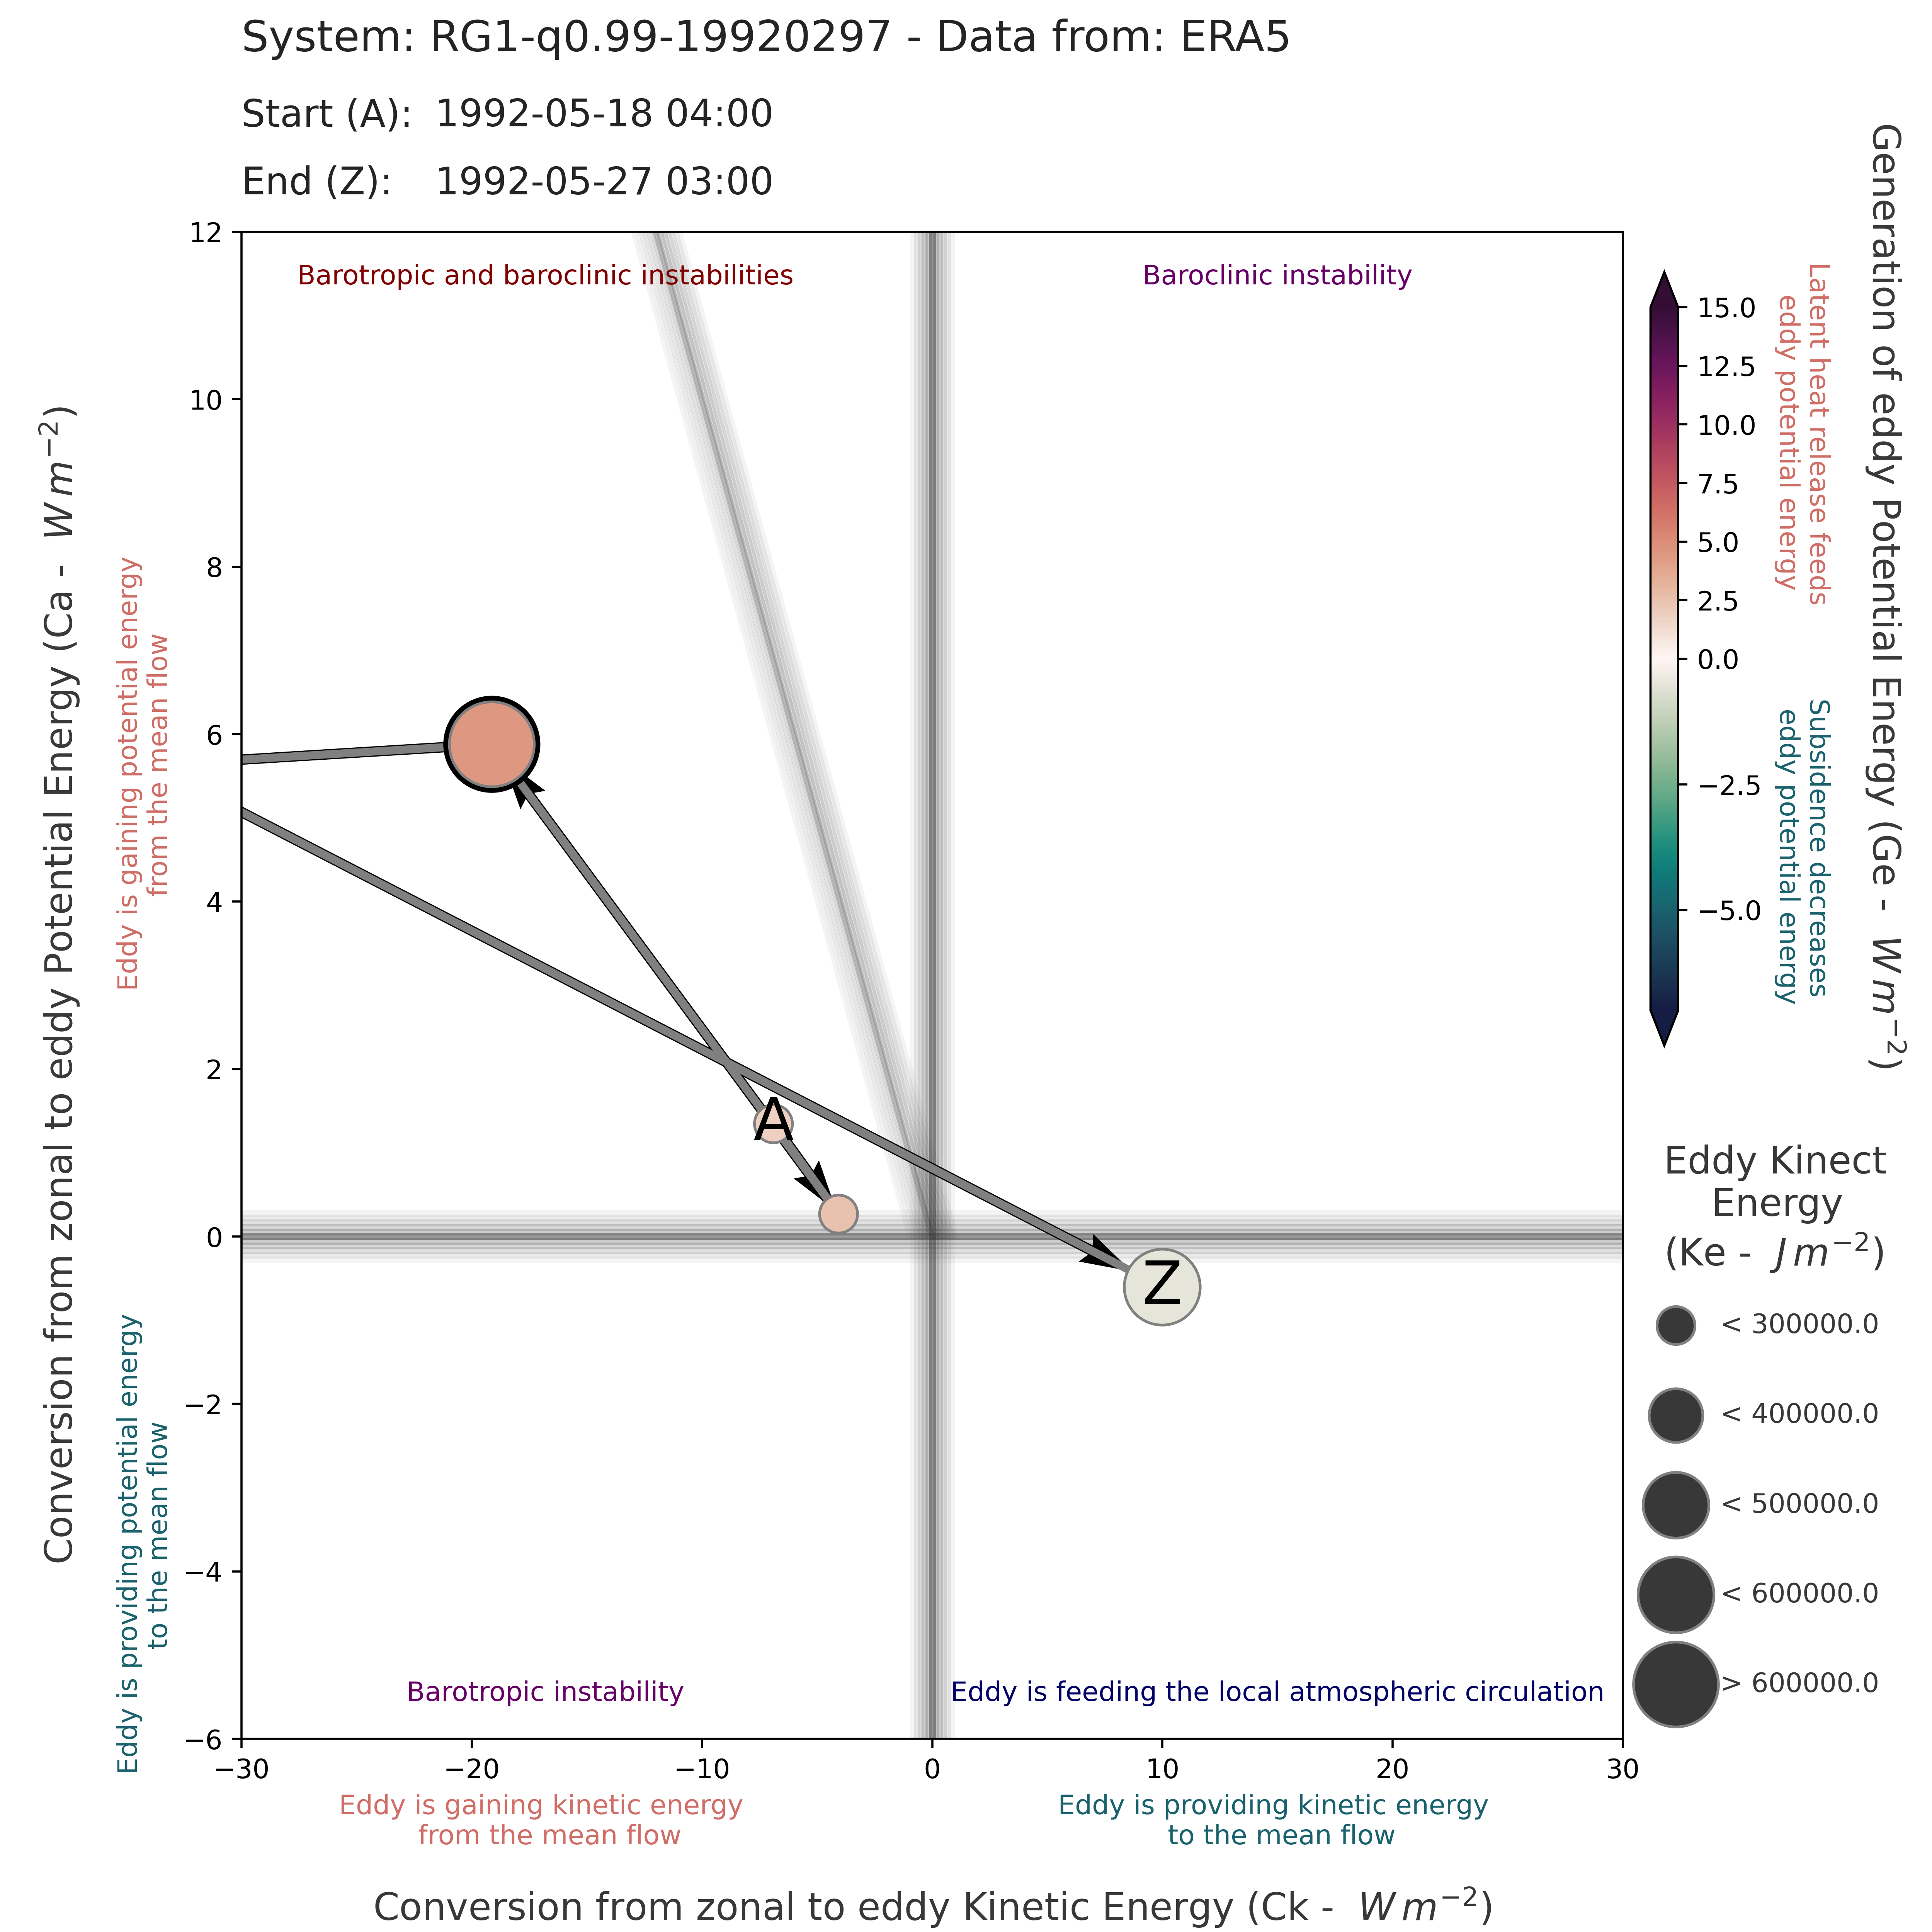 System: RG1-q0.99-19920297 - Data from: ERA5
Start (A): 1992-05-18 04:00
End (Z): 1992-05-27 03:00
Barotropic and baroclinic instabilities
Baroclinic instability
Barotropic instability
Eddy is feeding the local atmospheric circulation
A
Z
12
10
8
6
4
2
0
−2
−4
−6
−30
−20
−10
0
10
20
30
Conversion from zonal to eddy Potential Energy (Ca - W m⁻²)
Eddy is gaining potential energy
from the mean flow
Eddy is providing potential energy
to the mean flow
Eddy is gaining kinetic energy
from the mean flow
Eddy is providing kinetic energy
to the mean flow
Conversion from zonal to eddy Kinetic Energy (Ck - W m⁻²)
15.0
12.5
10.0
7.5
5.0
2.5
0.0
−2.5
−5.0
Latent heat release feeds
eddy potential energy
Subsidence decreases
eddy potential energy
Generation of eddy Potential Energy (Ge - W m⁻²)
Eddy Kinect
Energy
(Ke - J m⁻²)
< 300000.0
< 400000.0
< 500000.0
< 600000.0
> 600000.0